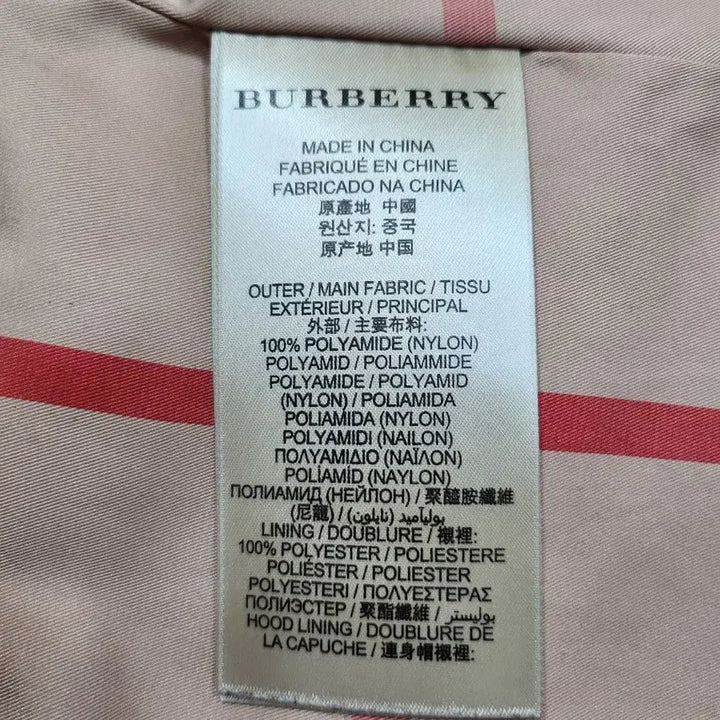 BURBERRY
MADE IN CHINA
FABRIQUÉ EN CHINE
FABRICADO NA CHINA
原產地 中國
원산지: 중국
原产地 中国
OUTER / MAIN FABRIC / TISSU
EXTÉRIEUR / PRINCIPAL
外部 / 主要布料:
100% POLYAMIDE (NYLON)
POLYAMID / POLIAMMIDE
POLYAMIDE / POLYAMID
(NYLON) / POLIAMIDA
POLIAMIDA (NYLON)
POLYAMIDI (NAILON)
ΠΟΛΥΑΜΙΔΙΟ (ΝΑΪΛΟΝ)
POLİAMİD (NAYLON)
ПОЛИАМИД (НЕЙЛОН) / 聚醯胺纖維
(尼龍) / بولياميد (نايلون)
LINING / DOUBLURE / 襯裡:
100% POLYESTER / POLIESTERE
POLIÉSTER / POLIESTER
POLYESTERI / ΠΟΛΥΕΣΤΕΡΑΣ
ПОЛИЭСТЕР / 聚酯纖維 / بوليستر
HOOD LINING / DOUBLURE DE
LA CAPUCHE / 連身帽襯裡: